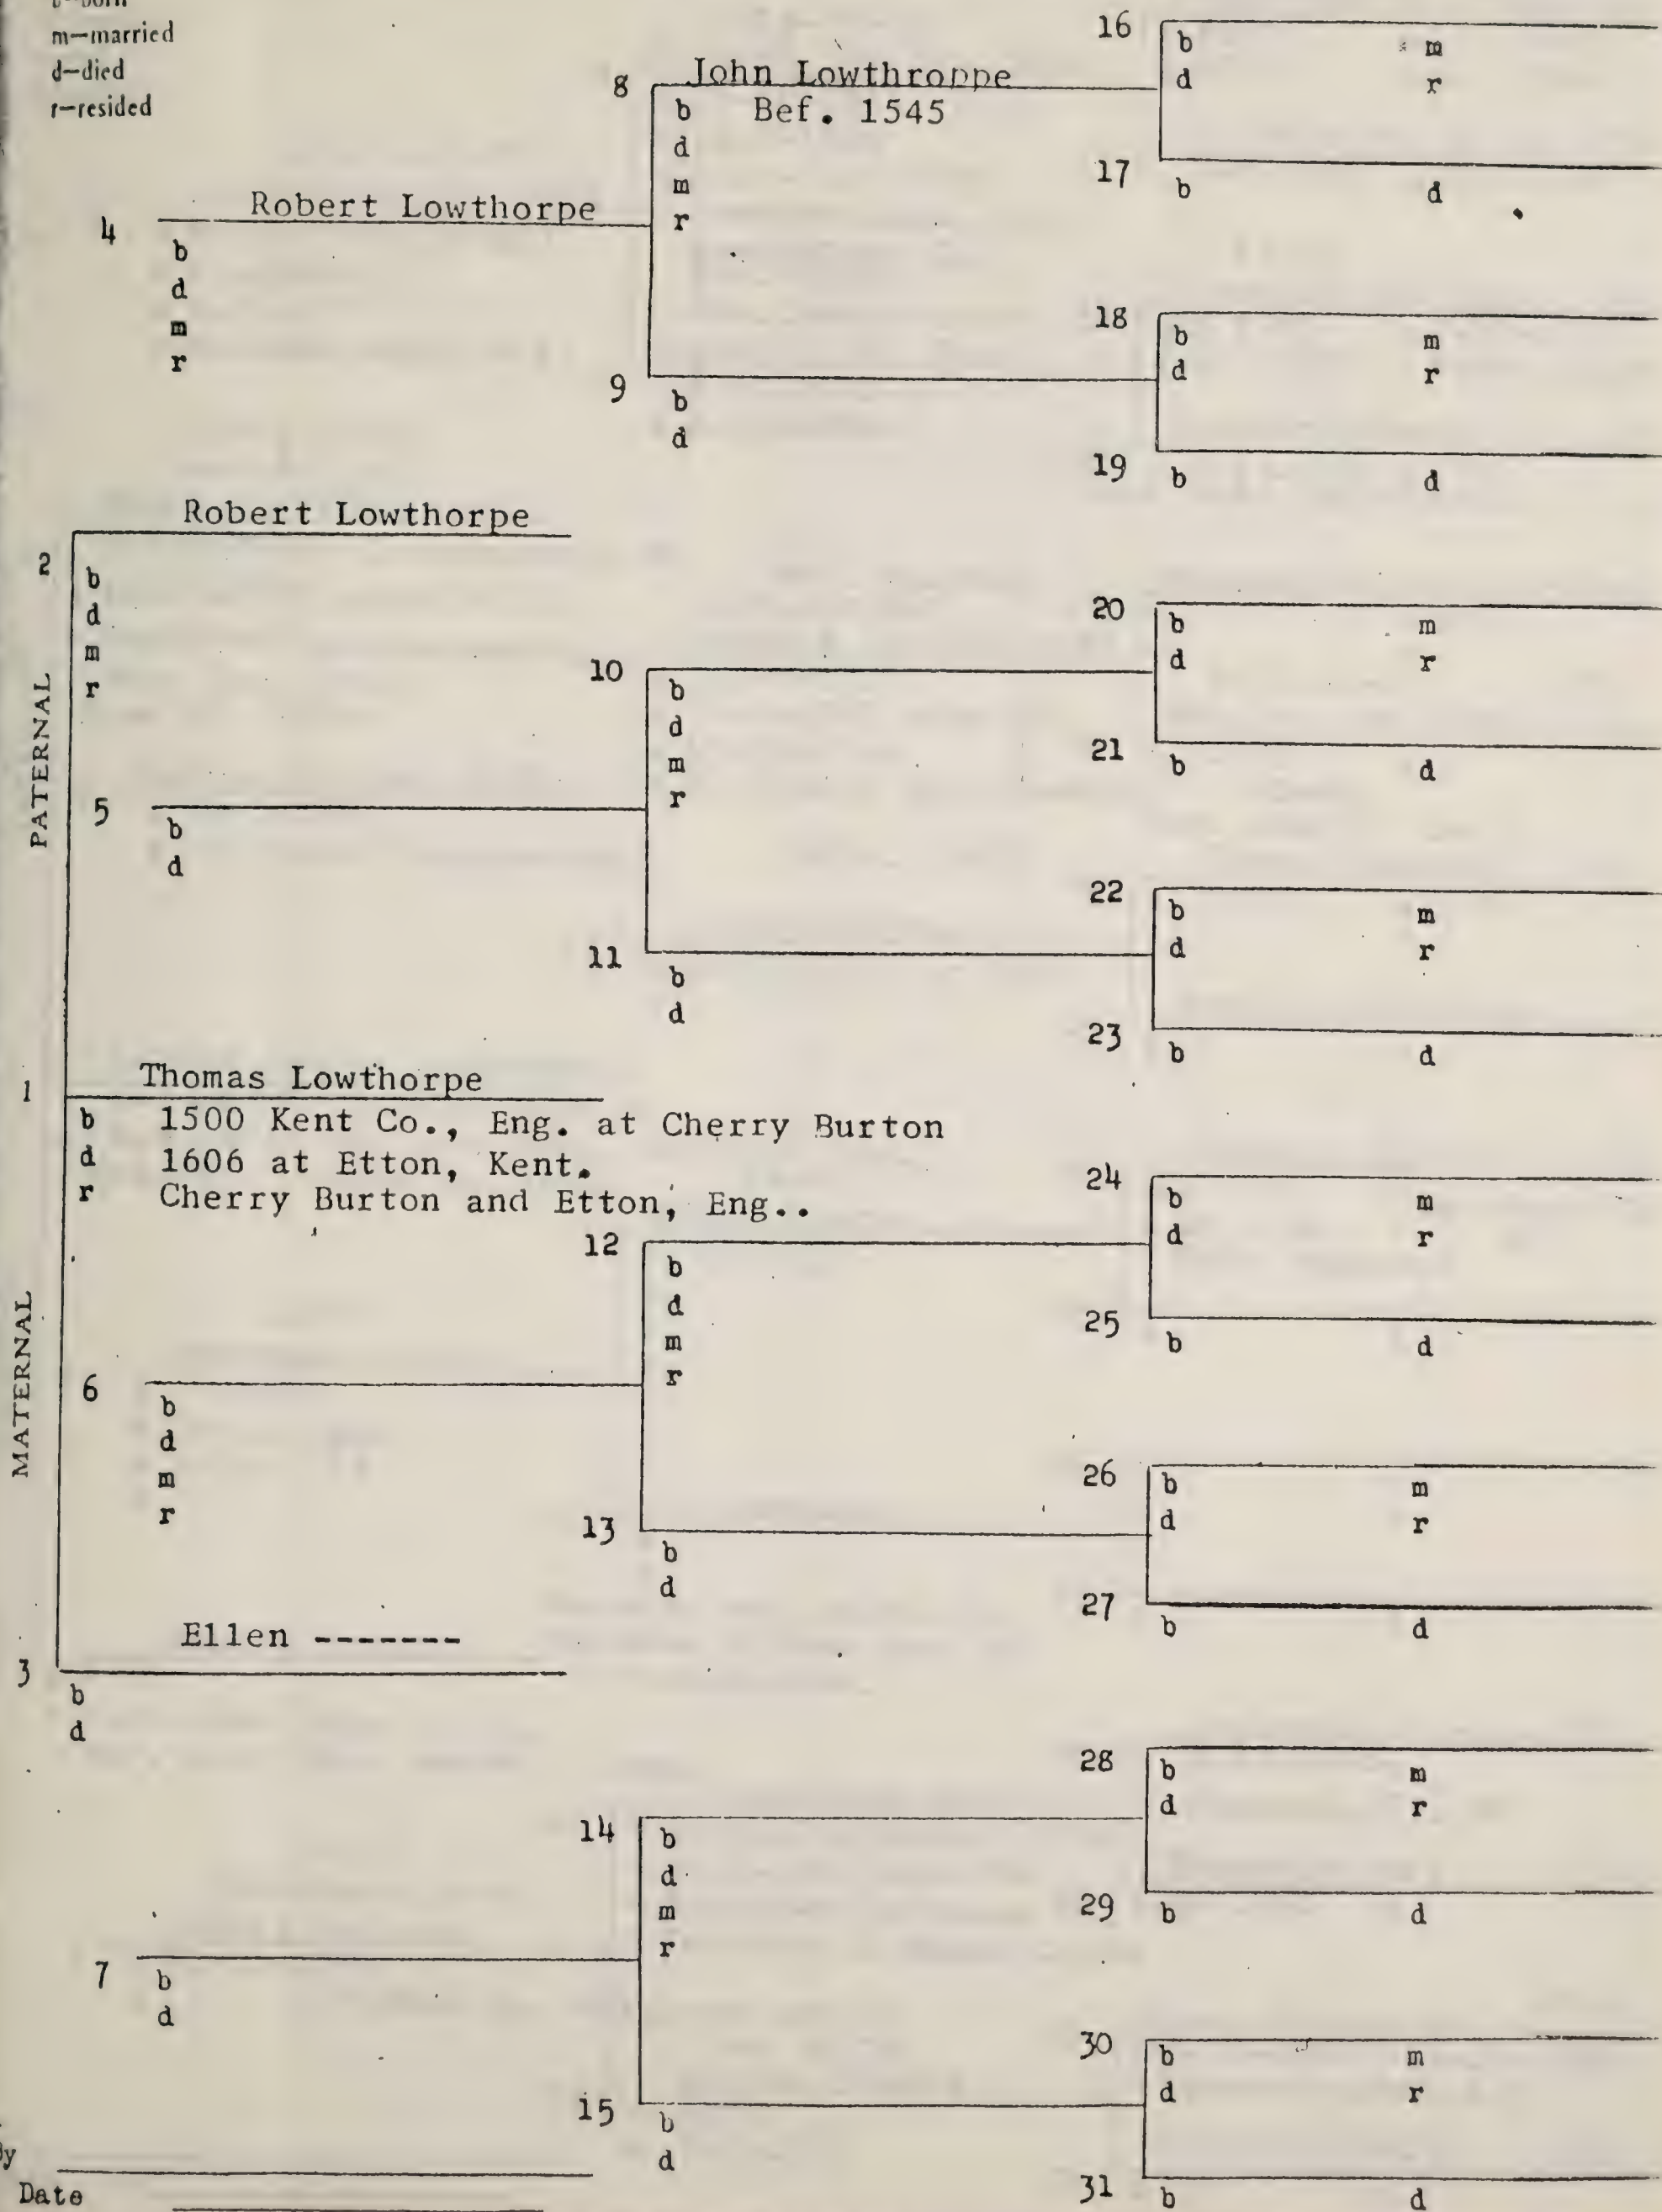 b—born
m—married
d—died
r—resided
16
b m
d r
8 John Lowthroppe
b Bef. 1545
d
m
r
17
b d
4 Robert Lowthorpe
b
d
m
r
18
b m
d r
9
b
d
19
b d
Robert Lowthorpe
2
b
d
m
r
PATERNAL
20
b m
d r
10
b
d
m
r
21
b d
5
b
d
22
b m
d r
11
b
d
23
b d
1 Thomas Lowthorpe
b 1500 Kent Co., Eng. at Cherry Burton
d 1606 at Etton, Kent.
r Cherry Burton and Etton, Eng..
24
b m
d r
12
b
d
m
r
25
b d
MATERNAL
6
b
d
m
r
26
b m
d r
13
b
d
27
b d
Ellen -------
3
b
d
28
b m
d r
14
b
d
m
r
29
b d
7
b
d
30
b m
d r
15
b
d
31
b d
By
Date